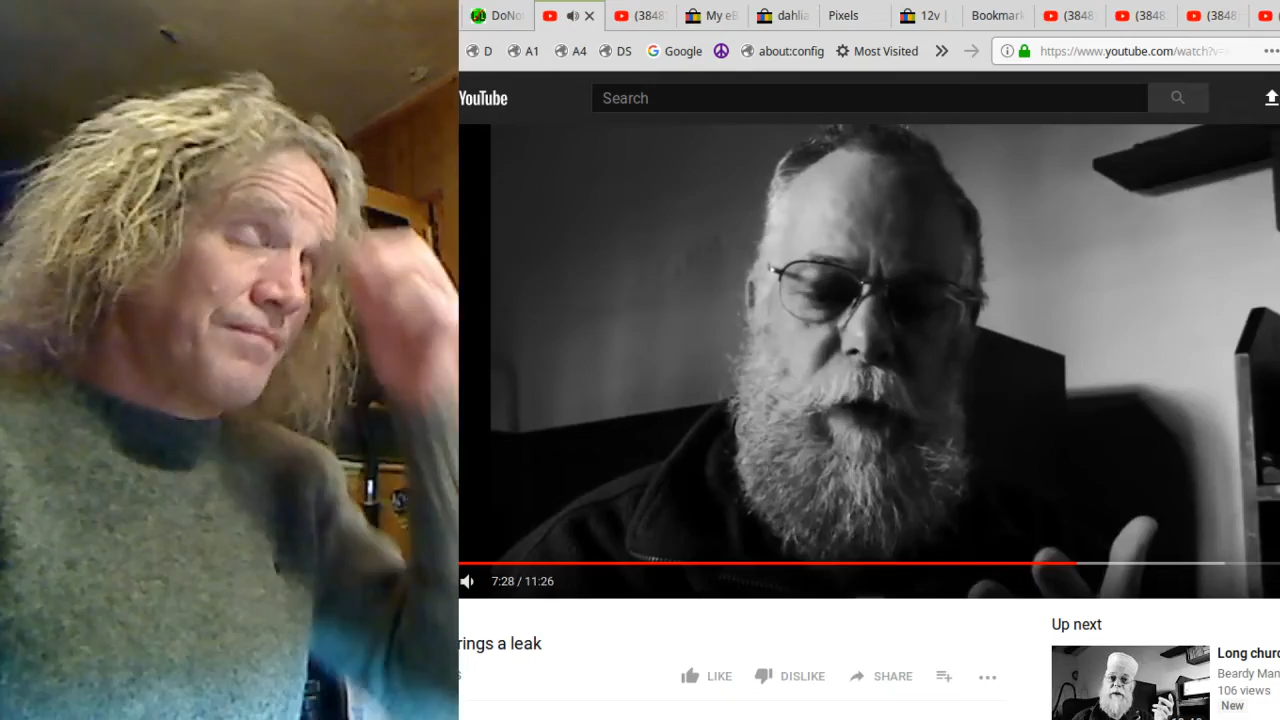 DoNo
(3848
My eB
dahlia
Pixels
12v |
Bookmark
(3848
(3848
(3848
(38
D
A1
A4
DS
Google
about:config
Most Visited
https://www.youtube.com/watch?v=
YouTube
Search
7:28 / 11:26
rings a leak
LIKE
DISLIKE
SHARE
Up next
Long churc
Beardy Man
106 views
New